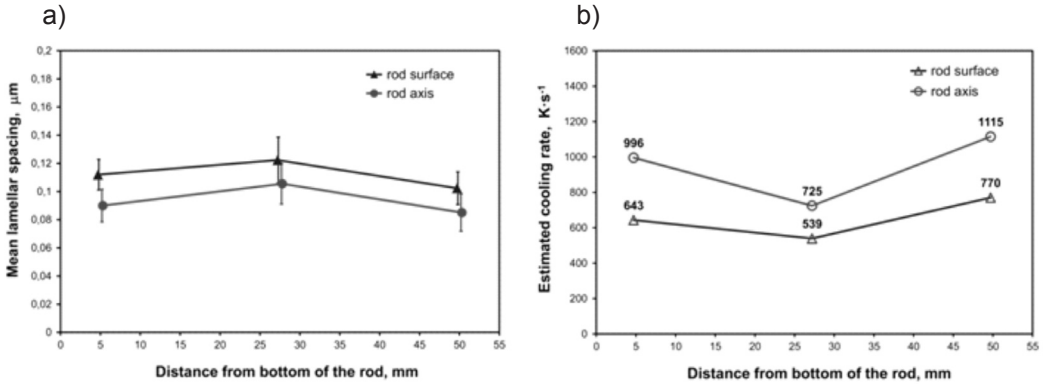 a)
0,2
0,18
0,16
0,14
0,12
0,1
0,08
0,06
0,04
0,02
0
Mean lamellar spacing, μm
rod surface
rod axis
0 5 10 15 20 25 30 35 40 45 50 55
Distance from bottom of the rod, mm
b)
1600
1400
1200
1000
800
600
400
200
0
Estimated cooling rate, K·s⁻¹
rod surface
rod axis
996
725
1115
643
539
770
0 5 10 15 20 25 30 35 40 45 50 55
Distance from bottom of the rod, mm